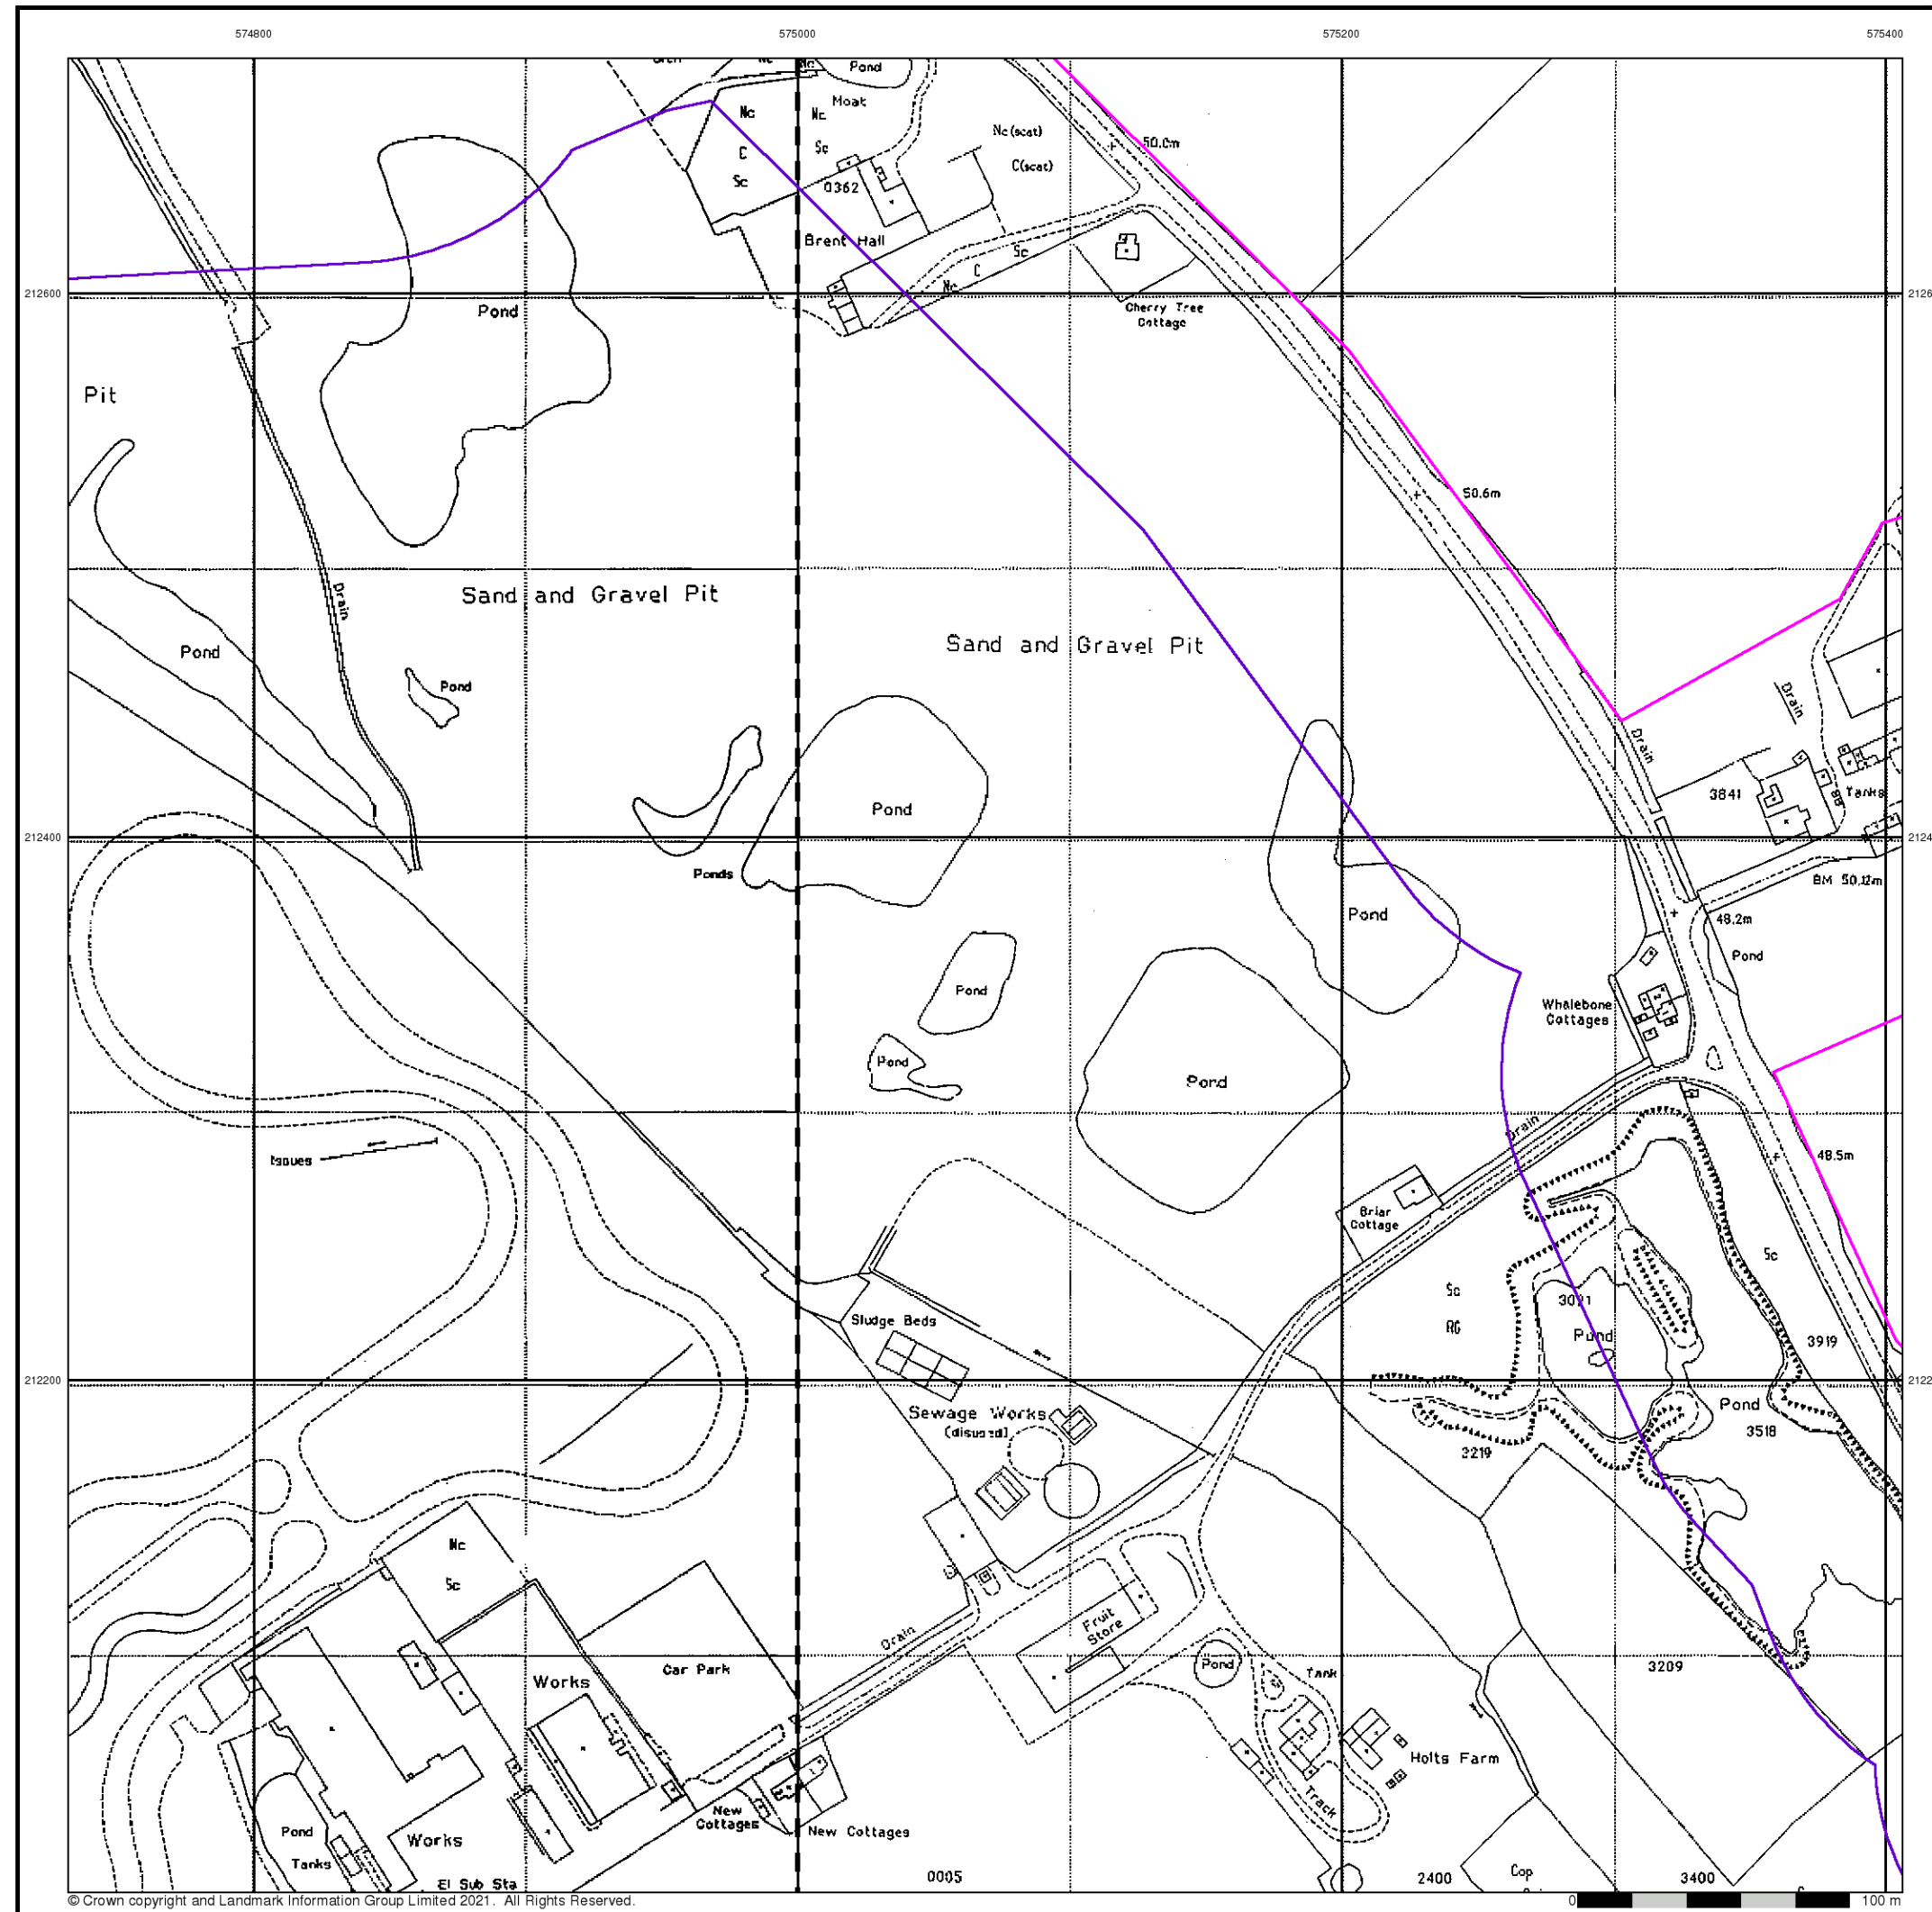 574800
575000
575200
575400
Nc
Pond
Moat
Nc
Nc
Nc (scat)
50.0m
C
Sc
C(scat)
Sc
0362
Brent Hall
Sc
C
Nc
212600
Cherry Tree
Cottage
Pond
Pit
50.6m
Drain
Sand and Gravel Pit
Sand and Gravel Pit
Pond
Pond
Drain
Drain
3841
Tanks
Pond
212400
Ponds
BM 50.12m
Pond
48.2m
Pond
Pond
Whalebone
Cottages
Pond
Pond
Drain
Issues
48.5m
Briar
Cottage
Sc
Sc
3021
RG
Pond
Sludge Beds
3919
212200
Sewage Works
(disused)
Pond
3518
3219
Nc
Sc
Fruit
Store
Drain
Car Park
Works
Pond
Tank
3209
Holts Farm
Track
New
Cottages
New Cottages
Pond
Works
Tanks
El Sub Sta
0005
2400
Cop
3400
© Crown copyright and Landmark Information Group Limited 2021. All Rights Reserved.
0
100 m